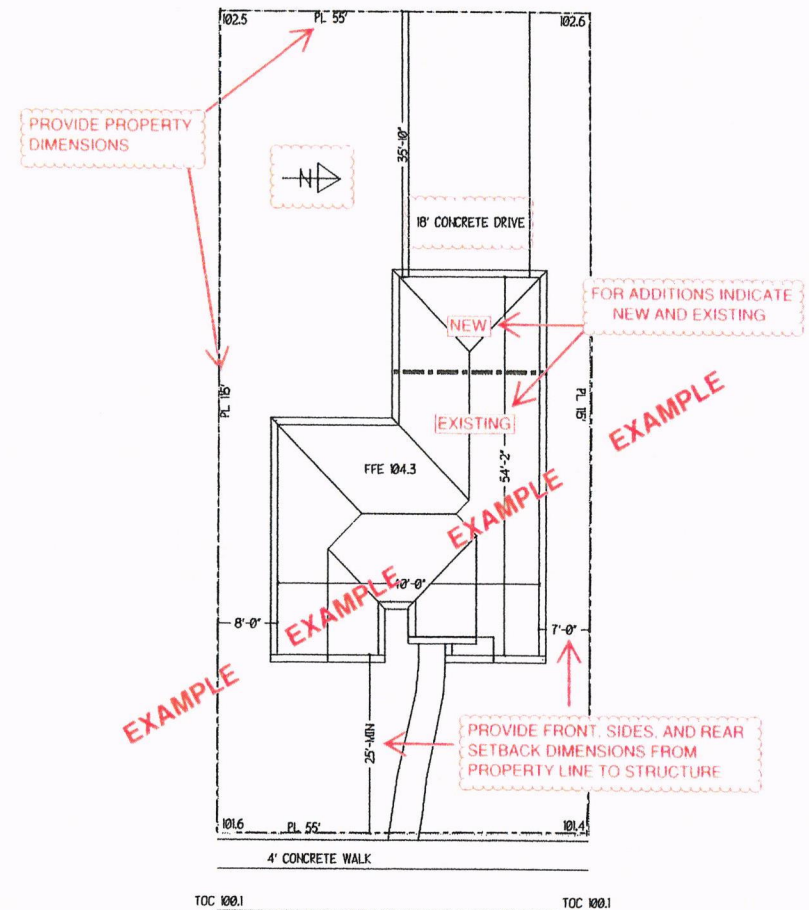 102.5
PL 55'
102.6
PROVIDE PROPERTY
DIMENSIONS
35'-10"
N
18' CONCRETE DRIVE
FOR ADDITIONS INDICATE
NEW AND EXISTING
NEW
PL 115'
PL 115'
EXISTING
EXAMPLE
FFE 104.3
54'-2"
EXAMPLE
40'-0"
EXAMPLE
8'-0"
7'-0"
EXAMPLE
25'-MIN
PROVIDE FRONT, SIDES, AND REAR
SETBACK DIMENSIONS FROM
PROPERTY LINE TO STRUCTURE
101.6
PL 55'
101.4
4' CONCRETE WALK
TOC 100.1
TOC 100.1